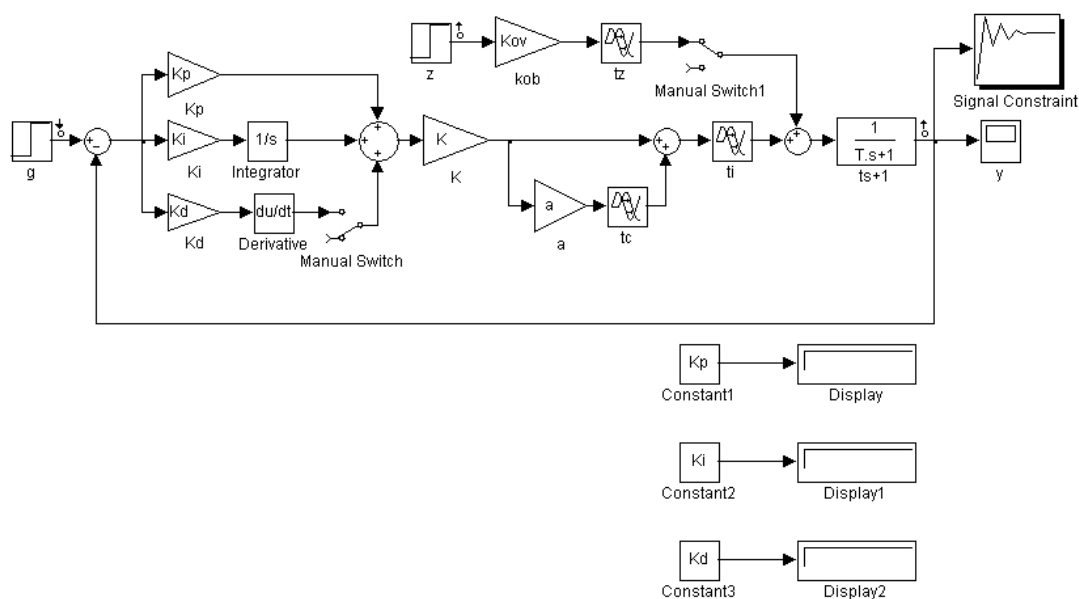 z
Kov
kob
tz
Manual Switch1
Signal Constraint
g
+
-
Kp
Kp
Ki
Ki
1/s
Integrator
Kd
Kd
du/dt
Derivative
Manual Switch
+
+
+
K
K
a
a
tc
+
+
ti
+
+
1
T.s+1
ts+1
y
Kp
Constant1
Display
Ki
Constant2
Display1
Kd
Constant3
Display2